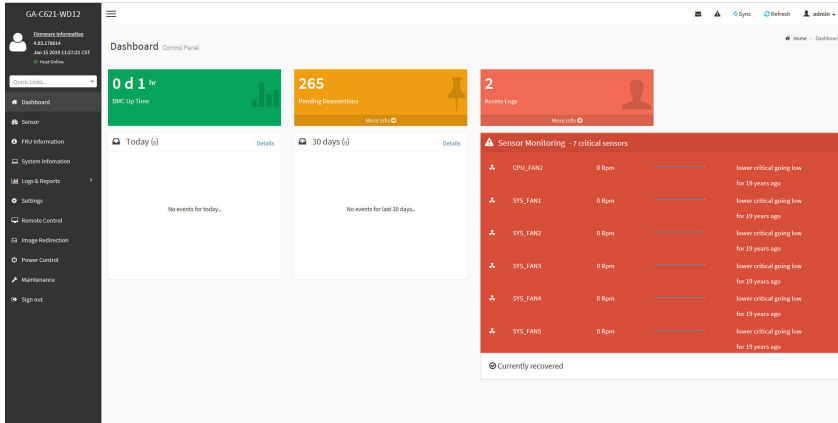 GA-C621-WD12
Sync
Refresh
admin
Firmware Information
4.83.178614
Jan 15 2019 11:27:21 CST
Host Online
Quick Links..
Dashboard
Sensor
FRU Information
System Infomation
Logs & Reports
Settings
Remote Control
Image Redirection
Power Control
Maintenance
Sign out
Dashboard Control Panel
Home > Dashboard
0 d 1 hr
BMC Up Time
265
Pending Deassertions
More info
2
Access Logs
More info
Today (0)
Details
No events for today..
30 days (0)
Details
No events for last 30 days..
Sensor Monitoring - 7 critical sensors
CPU_FAN2 0 Rpm lower critical going low
for 19 years ago
SYS_FAN1 0 Rpm lower critical going low
for 19 years ago
SYS_FAN2 0 Rpm lower critical going low
for 19 years ago
SYS_FAN3 0 Rpm lower critical going low
for 19 years ago
SYS_FAN4 0 Rpm lower critical going low
for 19 years ago
SYS_FAN5 0 Rpm lower critical going low
for 19 years ago
Currently recovered